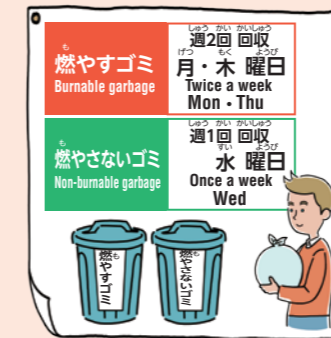 燃やすゴミ
Burnable garbage
週2回 回収
月・木 曜日
Twice a week
Mon・Thu
燃やさないゴミ
Non-burnable garbage
週1回 回収
水 曜日
Once a week
Wed
燃やすゴミ
燃やさないゴミ